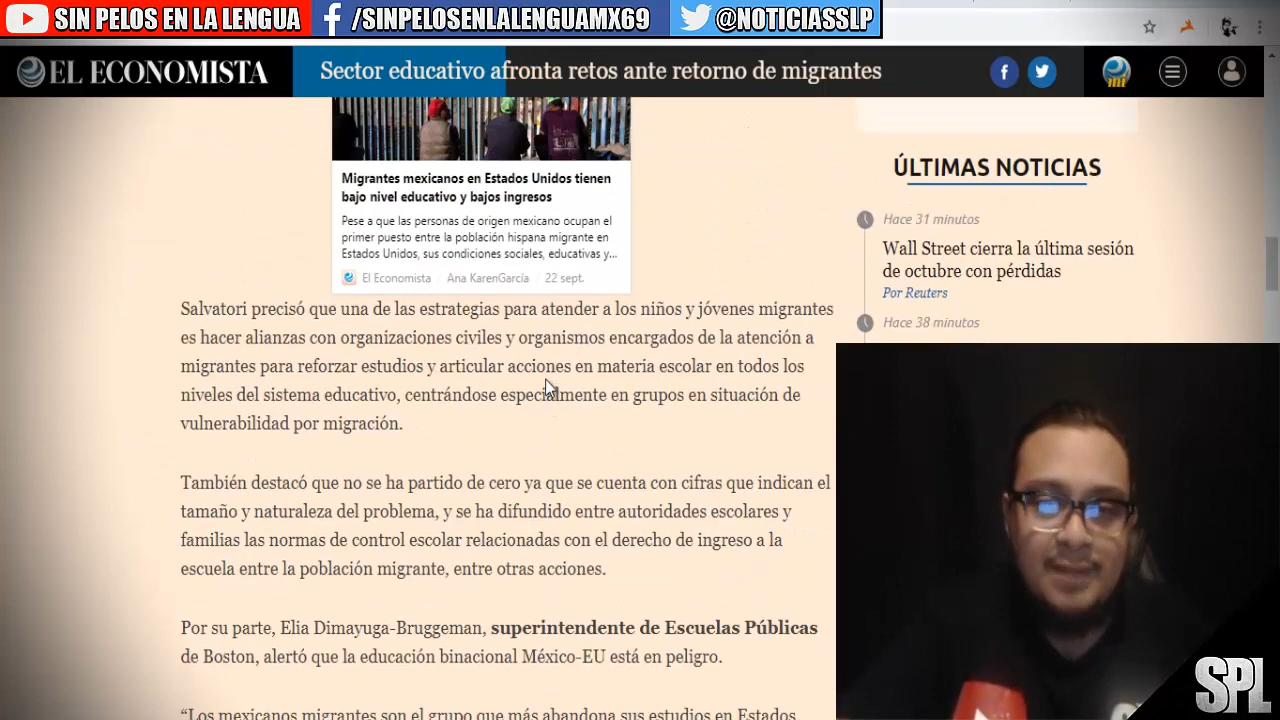 SIN PELOS EN LA LENGUA
/SINPELOSENLALENGUAMX69
@NOTICIASSLP
EL ECONOMISTA
Sector educativo afronta retos ante retorno de migrantes
Migrantes mexicanos en Estados Unidos tienen
bajo nivel educativo y bajos ingresos
Pese a que las personas de origen mexicano ocupan el
primer puesto entre la población hispana migrante en
Estados Unidos, sus condiciones sociales, educativas y...
El Economista / Ana KarenGarcía / 22 sept.
Salvatori precisó que una de las estrategias para atender a los niños y jóvenes migrantes
es hacer alianzas con organizaciones civiles y organismos encargados de la atención a
migrantes para reforzar estudios y articular acciones en materia escolar en todos los
niveles del sistema educativo, centrándose especialmente en grupos en situación de
vulnerabilidad por migración.
También destacó que no se ha partido de cero ya que se cuenta con cifras que indican el
tamaño y naturaleza del problema, y se ha difundido entre autoridades escolares y
familias las normas de control escolar relacionadas con el derecho de ingreso a la
escuela entre la población migrante, entre otras acciones.
Por su parte, Elia Dimayuga-Bruggeman, superintendente de Escuelas Públicas
de Boston, alertó que la educación binacional México-EU está en peligro.
“Los mexicanos migrantes son el grupo que más abandona sus estudios en Estados
ÚLTIMAS NOTICIAS
Hace 31 minutos
Wall Street cierra la última sesión
de octubre con pérdidas
Por Reuters
Hace 38 minutos
SPL